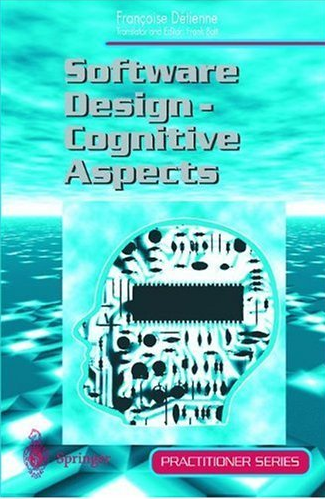 Françoise Détienne
Translator and Editor: Frank Bott
Software
Design -
Cognitive
Aspects
Springer
PRACTITIONER SERIES